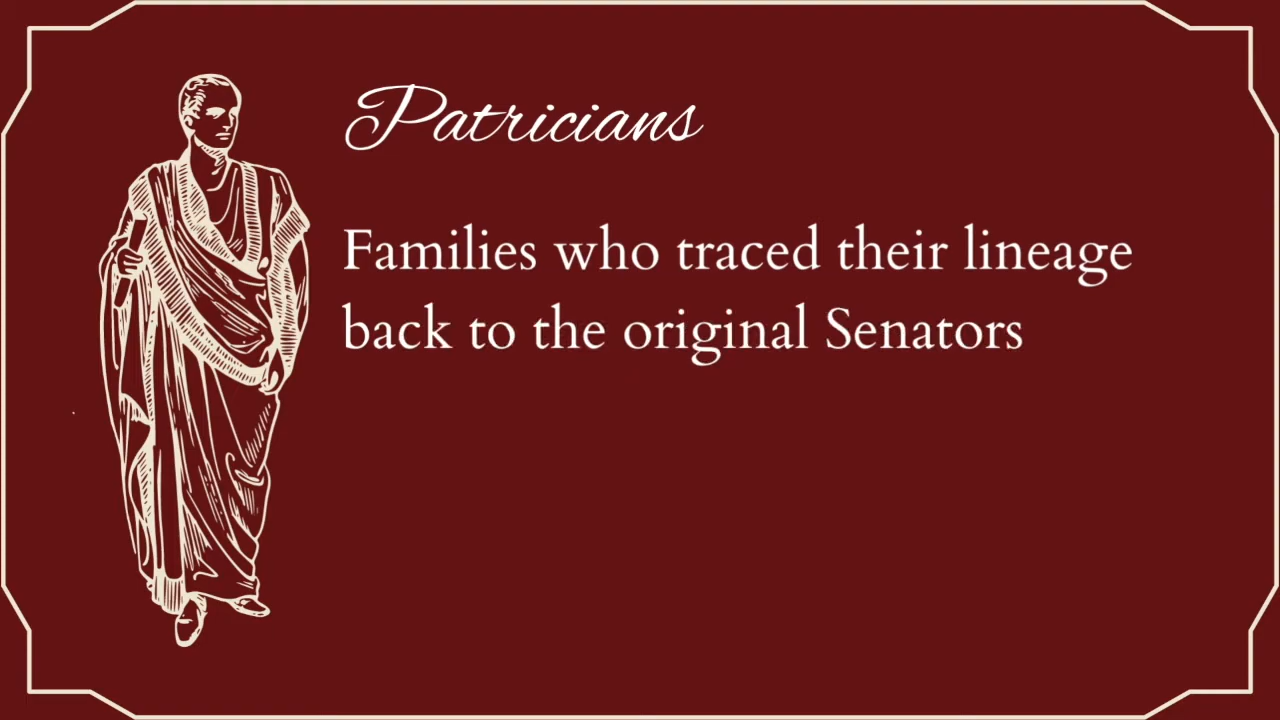 Patricians
Families who traced their lineage
back to the original Senators